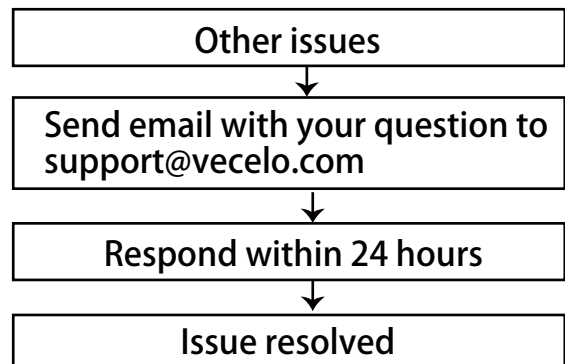 Other issues
Send email with your question to
support@vecelo.com
Respond within 24 hours
Issue resolved